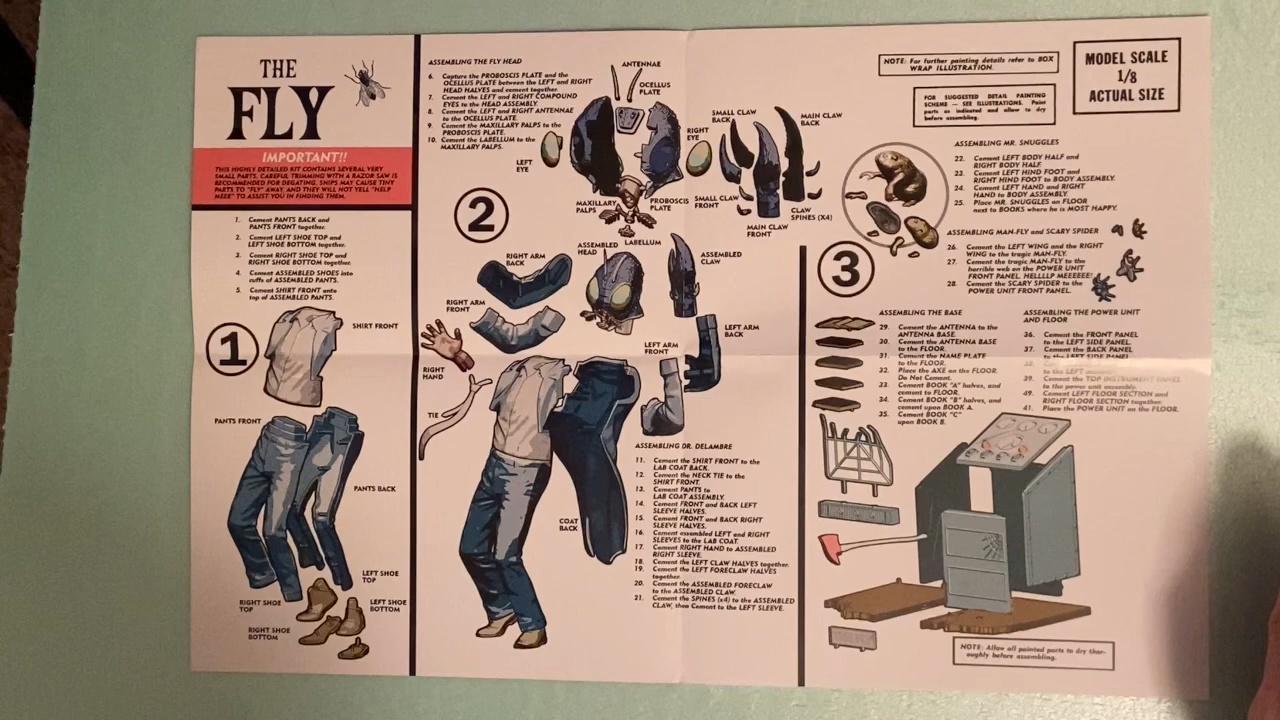 THE
FLY
IMPORTANT!!
THIS HIGHLY DETAILED KIT CONTAINS SEVERAL VERY
SMALL PARTS. CAREFUL TRIMMING WITH A RAZOR SAW IS
RECOMMENDED FOR DEGATING. SNIPS MAY CAUSE TINY
PARTS TO "FLY" AWAY, AND THEY WILL NOT YELL "HELP
MEEE" TO ASSIST YOU IN FINDING THEM.
1. Cement PANTS BACK and
PANTS FRONT together.
2. Cement LEFT SHOE TOP and
LEFT SHOE BOTTOM together.
3. Cement RIGHT SHOE TOP and
RIGHT SHOE BOTTOM together.
4. Cement ASSEMBLED SHOES into
cuffs of ASSEMBLED PANTS.
5. Cement SHIRT FRONT onto
top of ASSEMBLED PANTS.
1
SHIRT FRONT
PANTS FRONT
PANTS BACK
LEFT SHOE
TOP
RIGHT SHOE
TOP
LEFT SHOE
BOTTOM
RIGHT SHOE
BOTTOM
ASSEMBLING THE FLY HEAD
6. Capture the PROBOSCIS PLATE and the
OCELLUS PLATE between the LEFT and RIGHT
HEAD HALVES and cement together.
7. Cement the LEFT and RIGHT COMPOUND
EYES to the HEAD ASSEMBLY.
8. Cement the LEFT and RIGHT ANTENNAE
to the OCELLUS PLATE.
9. Cement the MAXILLARY PALPS to the
PROBOSCIS PLATE.
10. Cement the LABELLUM to the
MAXILLARY PALPS.
2
ANTENNAE
OCELLUS
PLATE
LEFT
EYE
RIGHT
EYE
SMALL CLAW
BACK
MAIN CLAW
BACK
MAXILLARY
PALPS
PROBOSCIS
PLATE
SMALL CLAW
FRONT
CLAW
SPINES (X4)
MAIN CLAW
FRONT
LABELLUM
ASSEMBLED
HEAD
ASSEMBLED
CLAW
RIGHT ARM
BACK
RIGHT ARM
FRONT
RIGHT
HAND
LEFT ARM
BACK
LEFT ARM
FRONT
TIE
COAT
BACK
ASSEMBLING DR. DELAMBRE
11. Cement the SHIRT FRONT to the
LAB COAT BACK.
12. Cement the NECK TIE to the
SHIRT FRONT.
13. Cement PANTS to
LAB COAT ASSEMBLY.
14. Cement FRONT and BACK LEFT
SLEEVE HALVES.
15. Cement FRONT and BACK RIGHT
SLEEVE HALVES.
16. Cement assembled LEFT and RIGHT
SLEEVES to the LAB COAT.
17. Cement RIGHT HAND to ASSEMBLED
RIGHT SLEEVE.
18. Cement the LEFT CLAW HALVES together.
19. Cement the LEFT FORECLAW HALVES
together.
20. Cement the ASSEMBLED FORECLAW
to the ASSEMBLED CLAW.
21. Cement the SPINES (x4) to the ASSEMBLED
CLAW, then Cement to the LEFT SLEEVE.
NOTE: For further painting details refer to BOX
WRAP ILLUSTRATION.
FOR SUGGESTED DETAIL PAINTING
SCHEME — SEE ILLUSTRATIONS. Paint
parts as indicated and allow to dry
before assembling.
MODEL SCALE
1/8
ACTUAL SIZE
ASSEMBLING MR. SNUGGLES
22. Cement LEFT BODY HALF and
RIGHT BODY HALF.
23. Cement LEFT HIND FOOT and
RIGHT HIND FOOT to BODY ASSEMBLY.
24. Cement LEFT HAND and RIGHT
HAND to BODY ASSEMBLY.
25. Place MR. SNUGGLES on FLOOR
next to BOOKS where he is MOST HAPPY.
3
ASSEMBLING MAN-FLY and SCARY SPIDER
26. Cement the LEFT WING and the RIGHT
WING to the tragic MAN-FLY.
27. Cement the tragic MAN-FLY to the
horrible web on the POWER UNIT
FRONT PANEL. HELLLLP MEEEEEE!
28. Cement the SCARY SPIDER to the
POWER UNIT FRONT PANEL.
ASSEMBLING THE BASE
29. Cement the ANTENNA to the
ANTENNA BASE.
30. Cement the ANTENNA BASE
to the FLOOR.
31. Cement the NAME PLATE
to the FLOOR.
32. Place the AXE on the FLOOR.
Do Not Cement.
33. Cement BOOK "A" halves, and
cement to FLOOR.
34. Cement BOOK "B" halves, and
cement upon BOOK A.
35. Cement BOOK "C"
upon BOOK B.
ASSEMBLING THE POWER UNIT
AND FLOOR
36. Cement the FRONT PANEL
to the LEFT SIDE PANEL.
37. Cement the BACK PANEL
to the LEFT SIDE PANEL.
38.
to the LEFT
39. Cement the TOP INSTRUMENT PANEL
to the power unit assembly.
40. Cement LEFT FLOOR SECTION and
RIGHT FLOOR SECTION together.
41. Place the POWER UNIT on the FLOOR.
NOTE: Allow all painted parts to dry thor-
oughly before assembling.